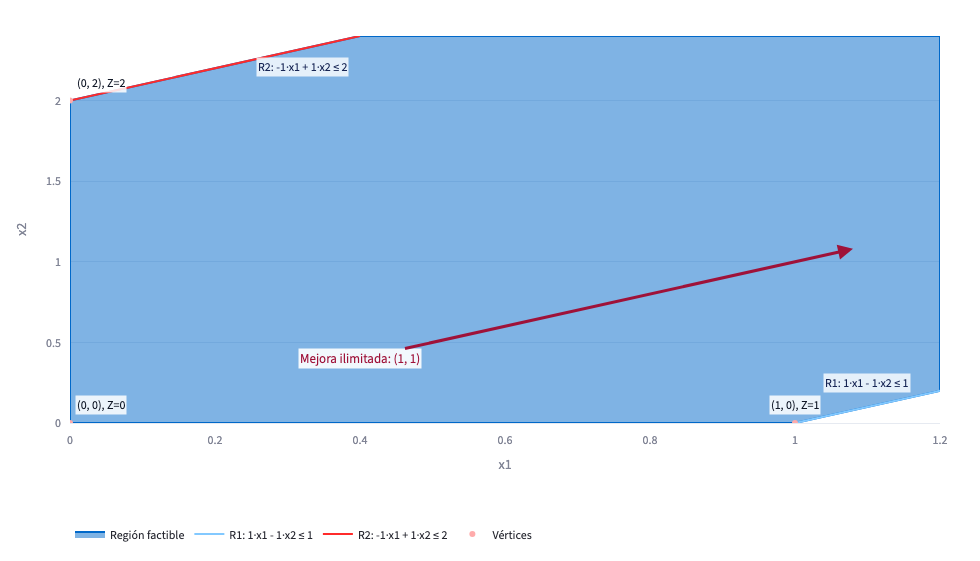 (0, 2), Z=2
R2: -1·x1 + 1·x2 ≤ 2
2
1.5
x2
1
0.5
Mejora ilimitada: (1, 1)
R1: 1·x1 - 1·x2 ≤ 1
(0, 0), Z=0
(1, 0), Z=1
0
0
0.2
0.4
0.6
0.8
1
1.2
x1
Región factible
R1: 1·x1 - 1·x2 ≤ 1
R2: -1·x1 + 1·x2 ≤ 2
Vértices